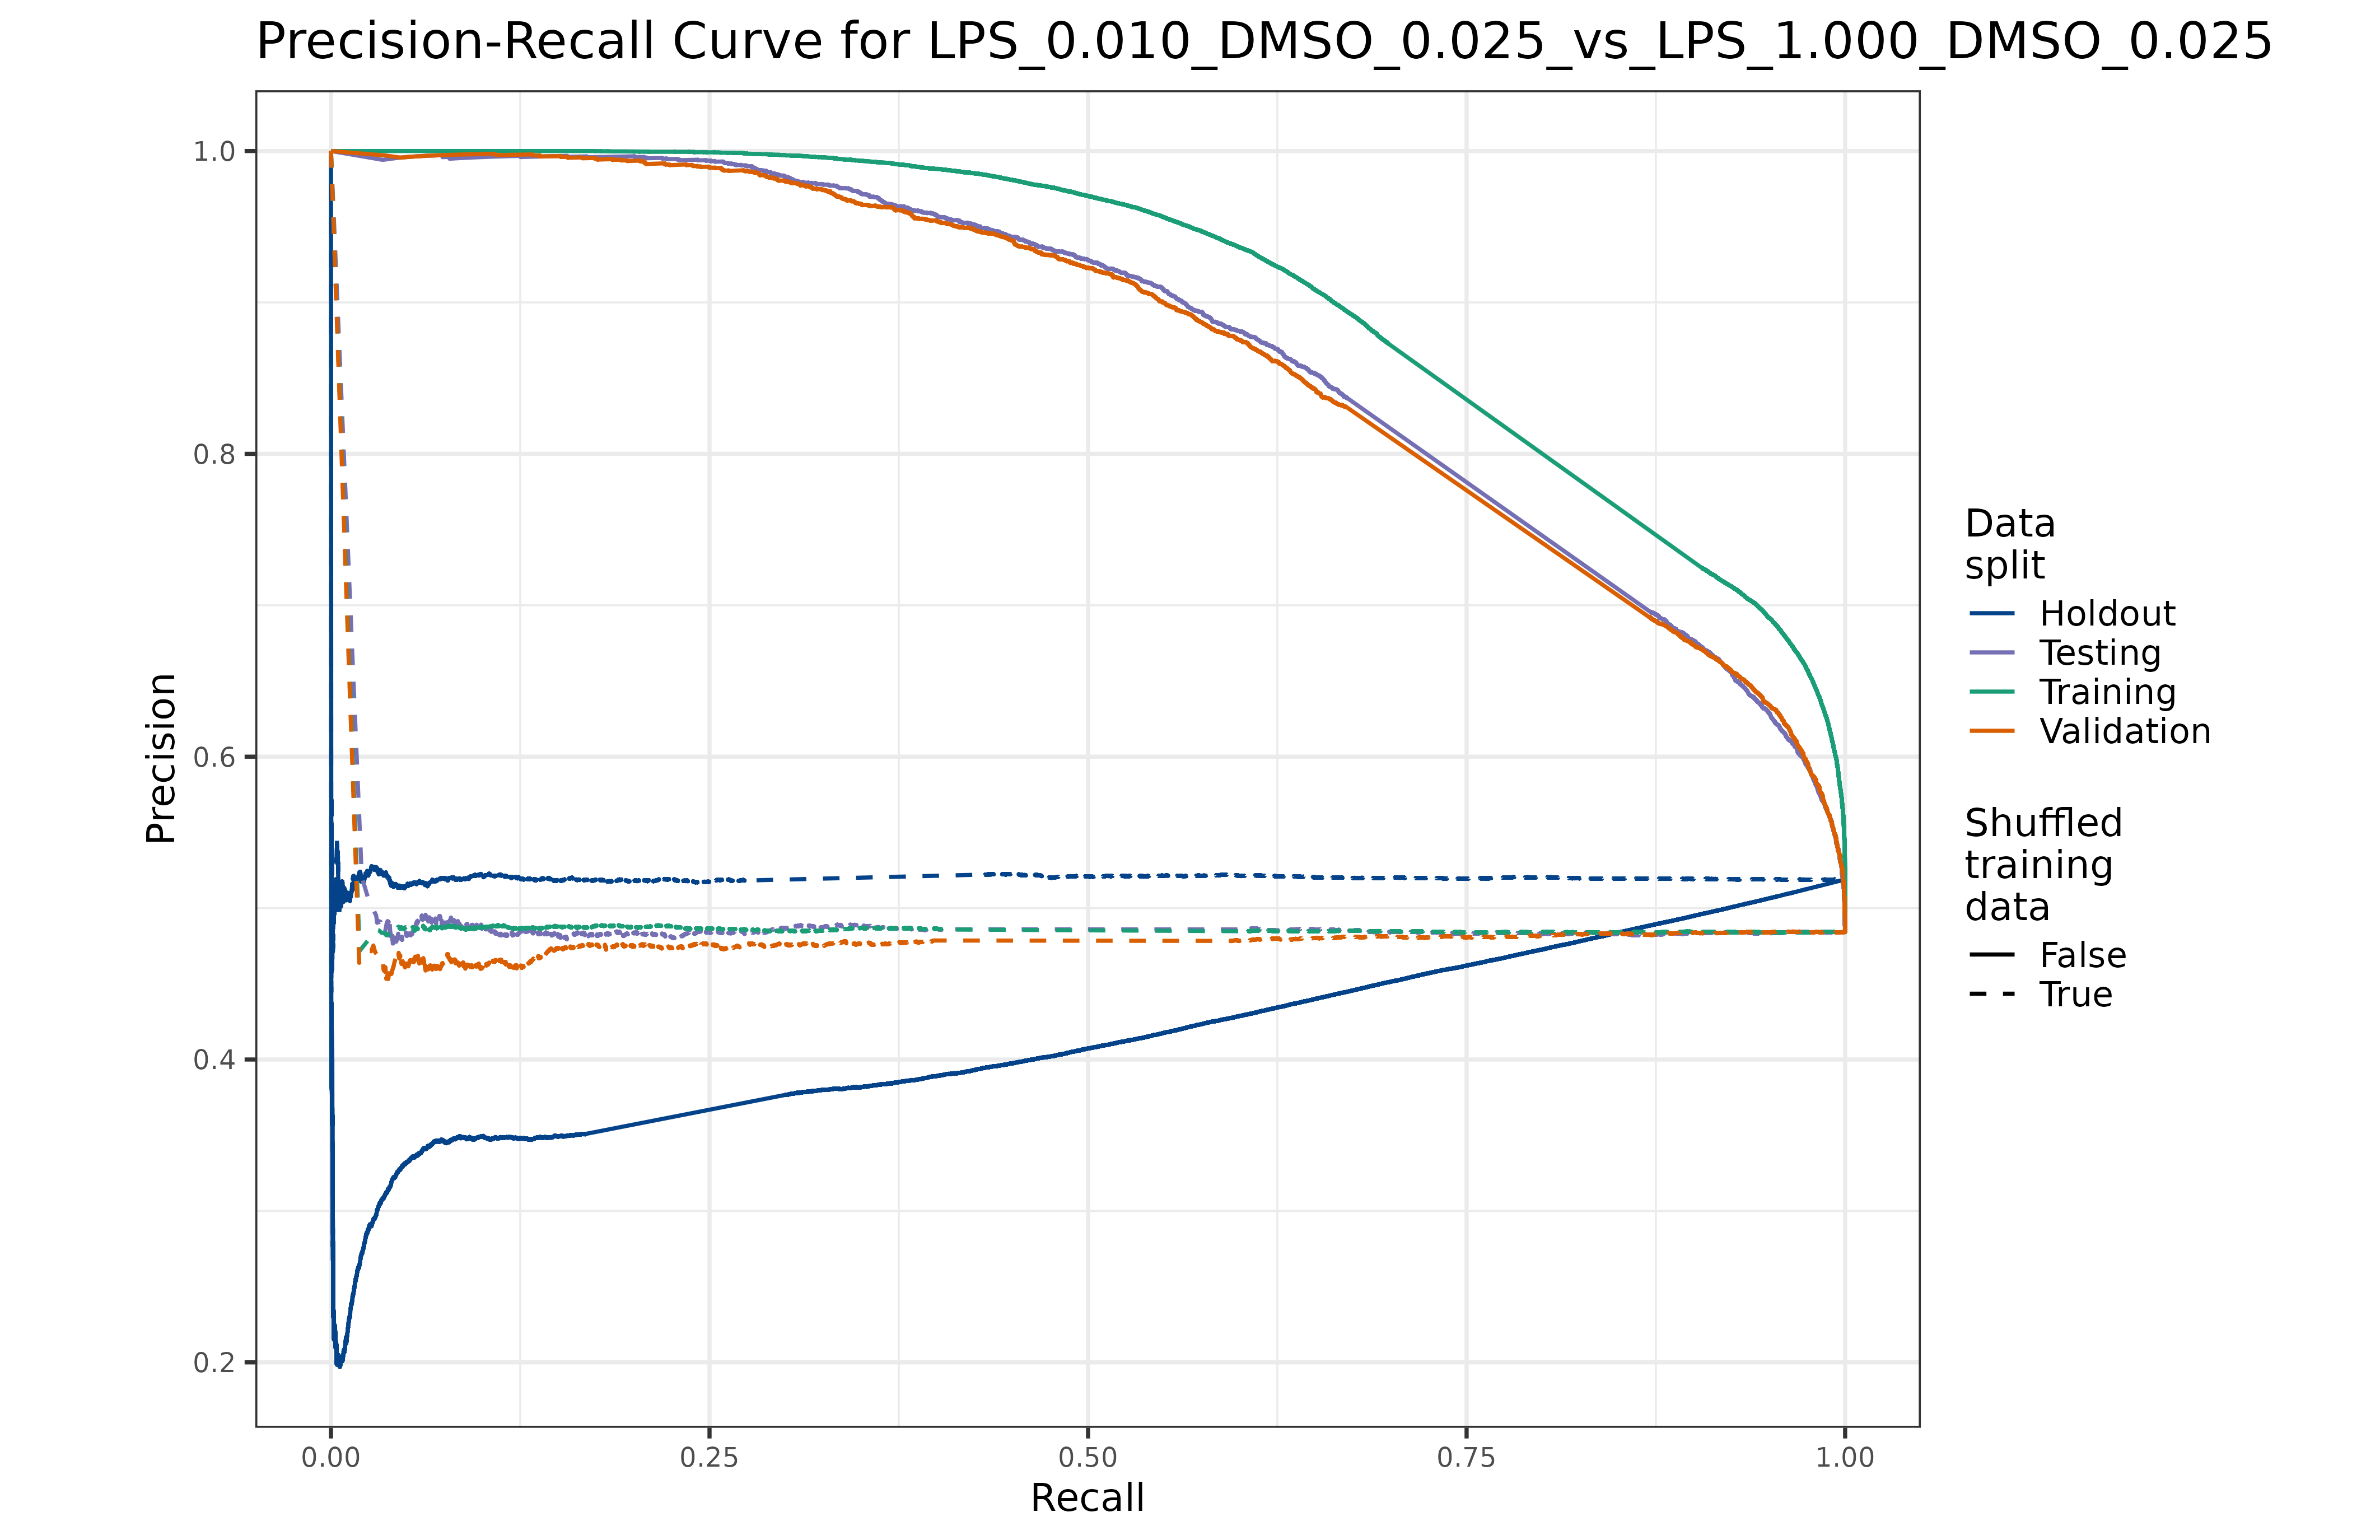 Precision-Recall Curve for LPS_0.010_DMSO_0.025_vs_LPS_1.000_DMSO_0.025
Precision
1.0
0.8
0.6
0.4
0.2
0.00
0.25
0.50
0.75
1.00
Recall
Data
split
Holdout
Testing
Training
Validation
Shuffled
training
data
False
True